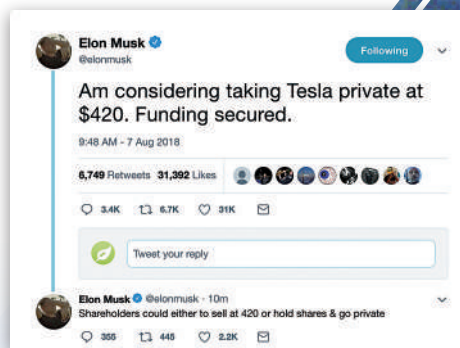 Elon Musk
@elonmusk
Following
Am considering taking Tesla private at
$420. Funding secured.
9:48 AM - 7 Aug 2018
6,749 Retweets 31,392 Likes
3.4K 6.7K 31K
Tweet your reply
Elon Musk @elonmusk · 10m
Shareholders could either to sell at 420 or hold shares & go private
355 445 2.2K